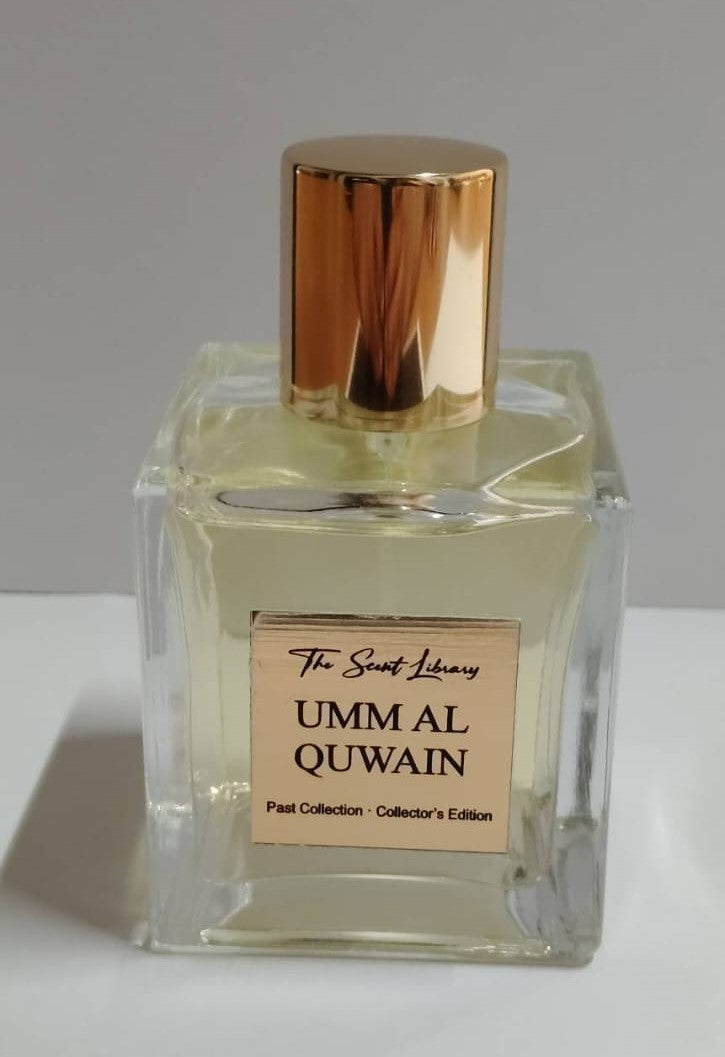 The Scent Library
UMM AL
QUWAIN
Past Collection · Collector's Edition